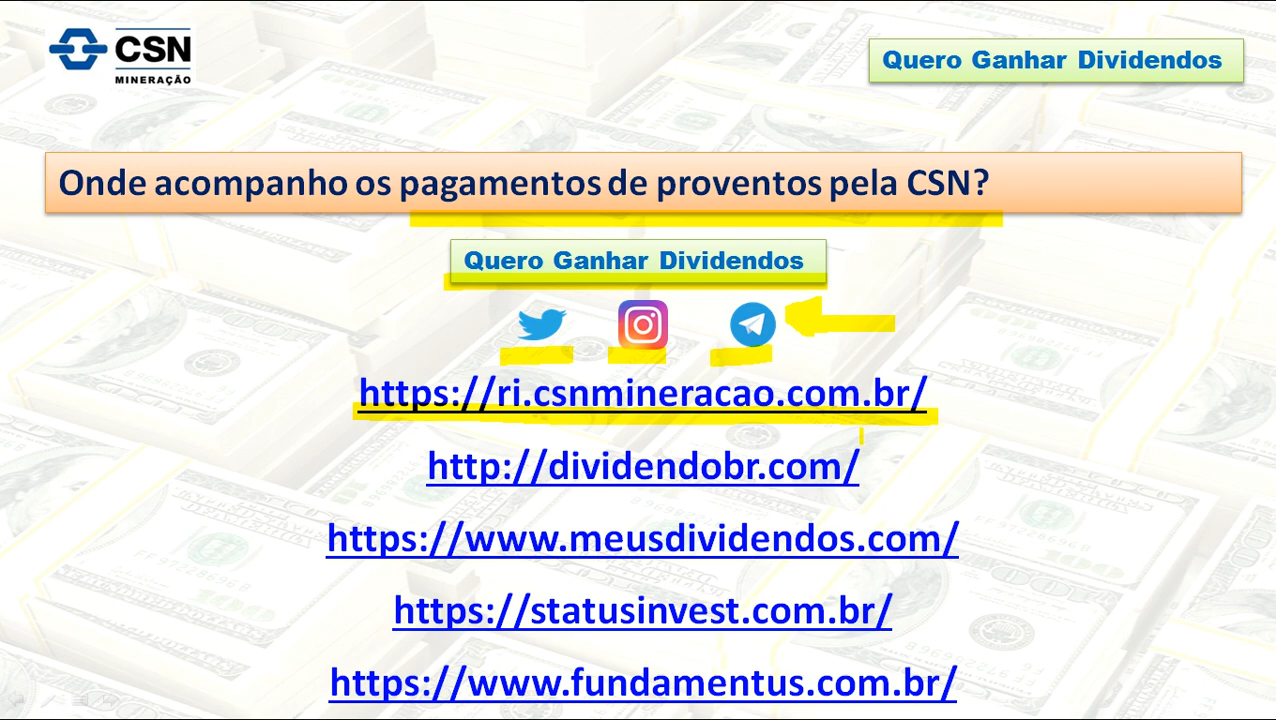 CSN
MINERAÇÃO
Quero Ganhar Dividendos
Onde acompanho os pagamentos de proventos pela CSN?
Quero Ganhar Dividendos
https://ri.csnmineracao.com.br/
http://dividendobr.com/
https://www.meusdividendos.com/
https://statusinvest.com.br/
https://www.fundamentus.com.br/